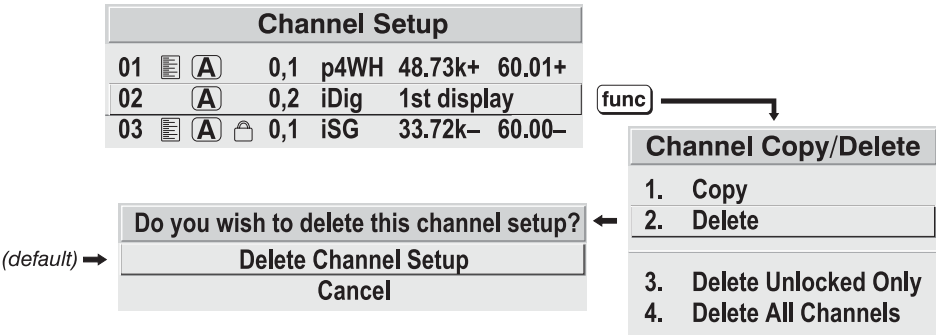 Channel Setup
01 A 0,1 p4WH 48.73k+ 60.01+
02 A 0,2 iDig 1st display
03 A 0,1 iSG 33.72k– 60.00–
func
Channel Copy/Delete
1. Copy
2. Delete
3. Delete Unlocked Only
4. Delete All Channels
Do you wish to delete this channel setup?
(default) Delete Channel Setup
Cancel